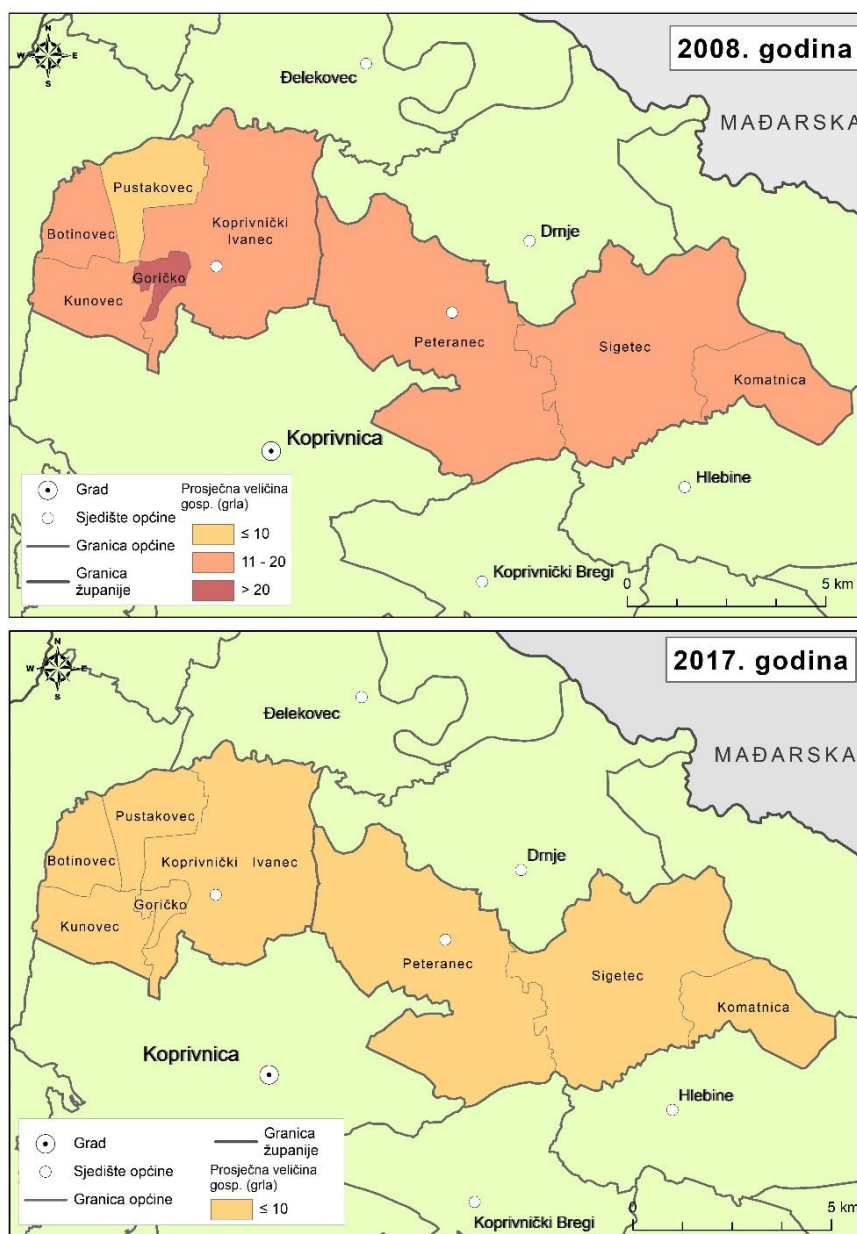 N
W E
S
2008. godina
Đelekovec
MAĐARSKA
Pustakovec
Botinovec
Koprivnički
Ivanec
Drnje
Goričko
Kunovec
Peteranec
Sigetec
Komatnica
Koprivnica
Hlebine
Koprivnički Bregi
Grad
Sjedište općine
Granica općine
Granica
županije
Prosječna veličina
gosp. (grla)
≤ 10
11 - 20
> 20
0 5 km
N
W E
S
2017. godina
Đelekovec
MAĐARSKA
Pustakovec
Botinovec
Koprivnički Ivanec
Drnje
Goričko
Kunovec
Peteranec
Sigetec
Komatnica
Koprivnica
Hlebine
Koprivnički Bregi
Grad
Sjedište općine
Granica općine
Granica
županije
Prosječna veličina
gosp. (grla)
≤ 10
0 5 km